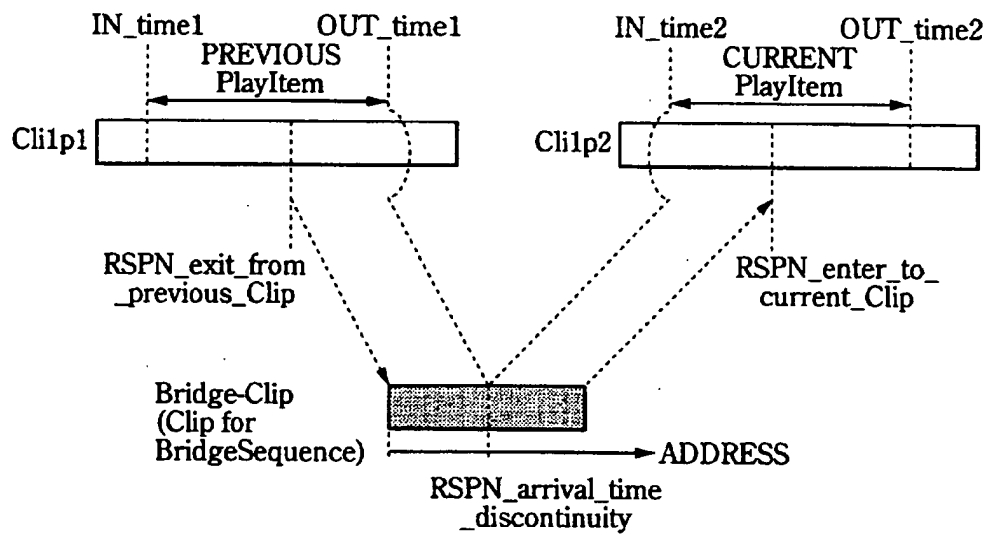 IN_time1
OUT_time1
IN_time2
OUT_time2
PREVIOUS
PlayItem
CURRENT
PlayItem
Cli1p1
Cli1p2
RSPN_exit_from
_previous_Clip
RSPN_enter_to_
current_Clip
Bridge-Clip
(Clip for
BridgeSequence)
ADDRESS
RSPN_arrival_time
_discontinuity